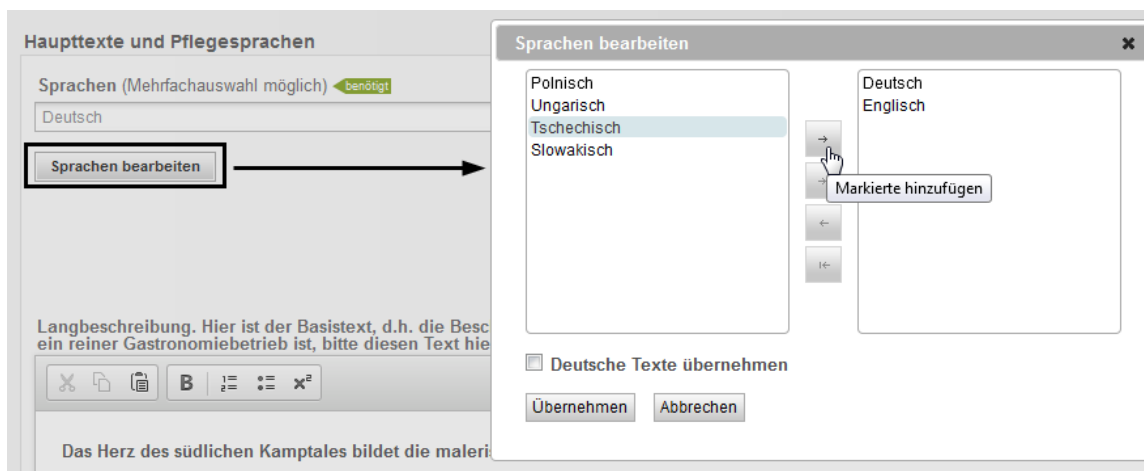 Haupttexte und Pflegesprachen
Sprachen (Mehrfachauswahl möglich) benötigt
Deutsch
Sprachen bearbeiten
Langbeschreibung. Hier ist der Basistext, d.h. die Besc
ein reiner Gastronomiebetrieb ist, bitte diesen Text hie
B
Das Herz des südlichen Kamptales bildet die maleri
Sprachen bearbeiten
Polnisch
Ungarisch
Tschechisch
Slowakisch
Deutsch
Englisch
Markierte hinzufügen
Deutsche Texte übernehmen
Übernehmen Abbrechen